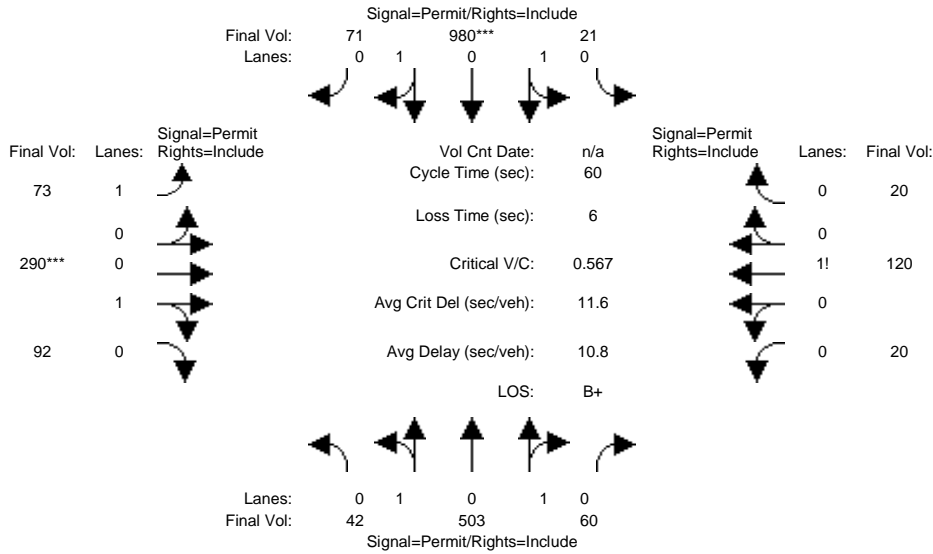 Signal=Permit/Rights=Include
Final Vol: 71 980*** 21
Lanes: 0 1 0 1 0
Signal=Permit Signal=Permit
Final Vol: Lanes: Rights=Include Vol Cnt Date: n/a Rights=Include Lanes: Final Vol:
Cycle Time (sec): 60
73 1 0 20
Loss Time (sec): 6
0 0
290*** 0 Critical V/C: 0.567 1! 120
1 Avg Crit Del (sec/veh): 11.6 0
92 0 Avg Delay (sec/veh): 10.8 0 20
LOS: B+
Lanes: 0 1 0 1 0
Final Vol: 42 503 60
Signal=Permit/Rights=Include